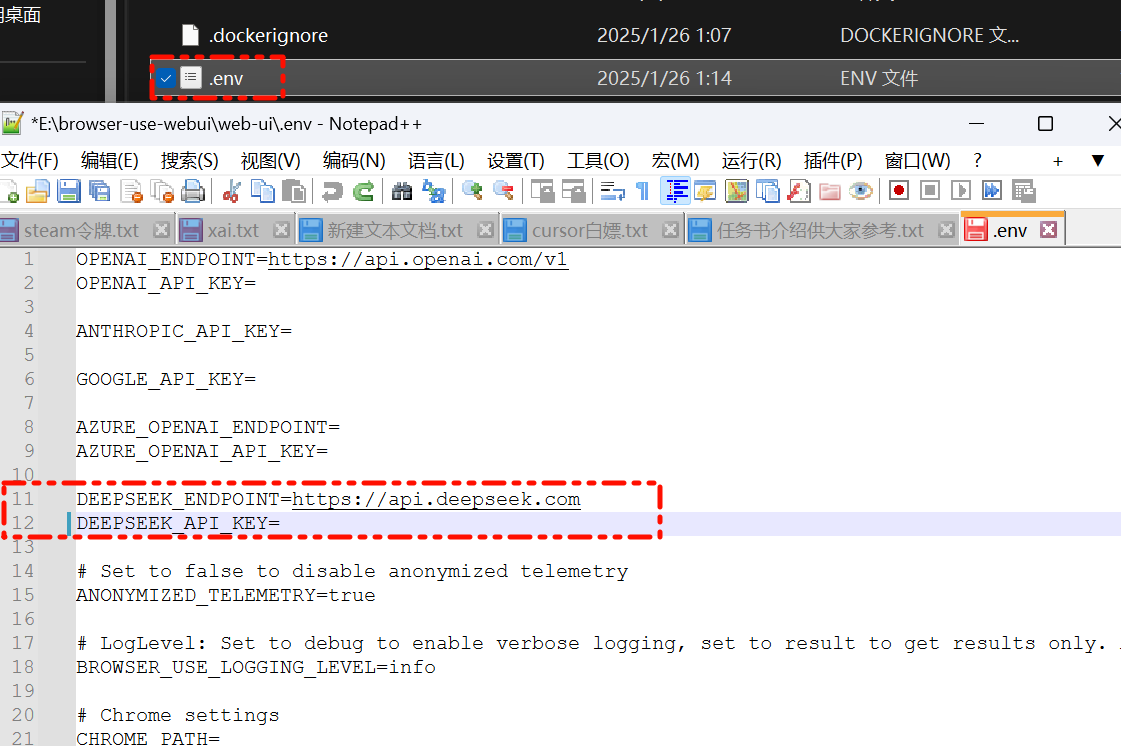 用桌面
.dockerignore 2025/1/26 1:07 DOCKERIGNORE 文...
.env 2025/1/26 1:14 ENV 文件
*E:\browser-use-webui\web-ui\.env - Notepad++
文件(F) 编辑(E) 搜索(S) 视图(V) 编码(N) 语言(L) 设置(T) 工具(O) 宏(M) 运行(R) 插件(P) 窗口(W) ? + ▼
steam令牌.txt xai.txt 新建文本文档.txt cursor白嫖.txt 任务书介绍供大家参考.txt .env
1 OPENAI_ENDPOINT=https://api.openai.com/v1
2 OPENAI_API_KEY=
3
4 ANTHROPIC_API_KEY=
5
6 GOOGLE_API_KEY=
7
8 AZURE_OPENAI_ENDPOINT=
9 AZURE_OPENAI_API_KEY=
10
11 DEEPSEEK_ENDPOINT=https://api.deepseek.com
12 DEEPSEEK_API_KEY=
13
14 # Set to false to disable anonymized telemetry
15 ANONYMIZED_TELEMETRY=true
16
17 # LogLevel: Set to debug to enable verbose logging, set to result to get results only.
18 BROWSER_USE_LOGGING_LEVEL=info
19
20 # Chrome settings
21 CHROME_PATH=